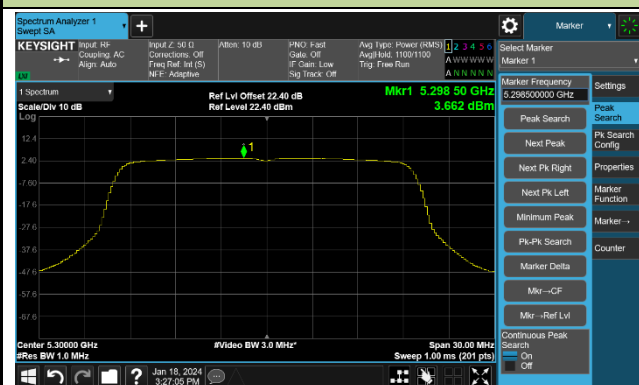 Spectrum Analyzer 1
Swept SA
Marker
KEYSIGHT
Input: RF
Coupling: AC
Align: Auto
Input Z: 50 Ω
Corrections: Off
Freq Ref: Int (S)
NFE: Adaptive
Atten: 10 dB
PNO: Fast
Gate: Off
IF Gain: Low
Sig Track: Off
Avg Type: Power (RMS)
Avg|Hold: 1100/1100
Trig: Free Run
1 2 3 4 5 6
A W W W W W
A N N N N N
LXI
Select Marker
Marker 1
1 Spectrum
Scale/Div 10 dB
Log
Ref Lvl Offset 22.40 dB
Ref Level 22.40 dBm
Mkr1 5.298 50 GHz
3.662 dBm
12.4
2.40
-7.60
-17.6
-27.6
-37.6
-47.6
-57.6
-67.6
1
Center 5.30000 GHz
#Res BW 1.0 MHz
#Video BW 3.0 MHz*
Span 30.00 MHz
Sweep 1.00 ms (201 pts)
Marker Frequency
5.298500000 GHz
Peak Search
Next Peak
Next Pk Right
Next Pk Left
Minimum Peak
Pk-Pk Search
Marker Delta
Mkr→CF
Mkr→Ref Lvl
Continuous Peak
Search
On
Off
Settings
Peak
Search
Pk Search
Config
Properties
Marker
Function
Marker→
Counter
?
Jan 18, 2024
3:27:05 PM